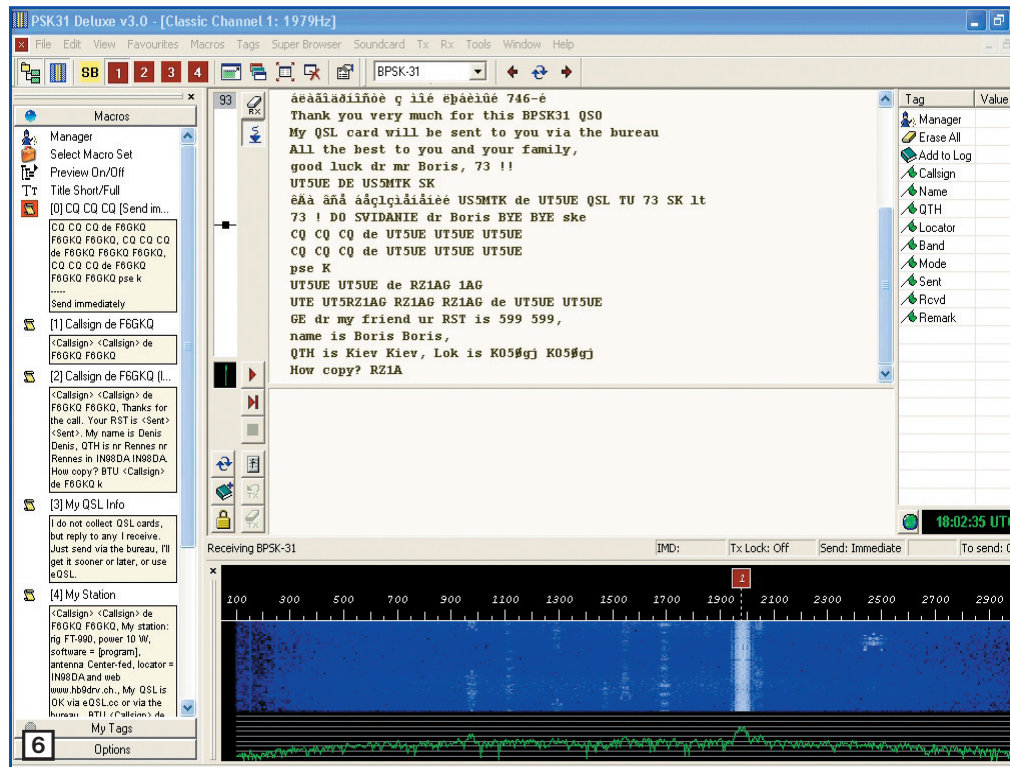 PSK31 Deluxe v3.0 - [Classic Channel 1: 1979Hz]
File Edit View Favourites Macros Tags Super Browser Soundcard Tx Rx Tools Window Help
SB 1 2 3 4 BPSK-31
Macros
Manager
Select Macro Set
Preview On/Off
Title Short/Full
[0] CQ CQ CQ [Send im...
CQ CQ CQ de F6GKQ
F6GKQ F6GKQ, CQ CQ CQ
de F6GKQ F6GKQ F6GKQ,
CQ CQ CQ de F6GKQ
F6GKQ F6GKQ pse k
-----
Send immediately
[1] Callsign de F6GKQ
<Callsign> <Callsign> de
F6GKQ F6GKQ
[2] Callsign de F6GKQ (I...
<Callsign> <Callsign> de
F6GKQ F6GKQ, Thanks for
the call. Your RST is <Sent>
<Sent>. My name is Denis
Denis, QTH is nr Rennes nr
Rennes in IN98DA IN98DA.
How copy? BTU <Callsign>
de F6GKQ k
[3] My QSL Info
I do not collect QSL cards,
but reply to any I receive.
Just send via the bureau, I'll
get it sooner or later, or use
eQSL.
[4] My Station
<Callsign> <Callsign> de
F6GKQ F6GKQ, My station:
rig FT-990, power 10 W,
software = [program],
antenna Center-fed, locator =
IN98DA and web
www.hb9drv.ch., My QSL is
OK via eQSL.cc or via the
bureau. BTU <Callsign> de
My Tags
Options
6
93
RX
áëàãîäðíîñòè ç ìîé ëþáèìûé 746-é
Thank you very much for this BPSK31 QSO
My QSL card will be sent to you via the bureau
All the best to you and your family,
good luck dr mr Boris, 73 !!
UT5UE DE US5MTK SK
US5MTK de UT5UE QSL TU 73 SK lt
73 ! DO SVIDANIE dr Boris BYE BYE ske
CQ CQ CQ de UT5UE UT5UE UT5UE
CQ CQ CQ de UT5UE UT5UE UT5UE
pse K
UT5UE UT5UE de RZ1AG 1AG
UTE UT5RZ1AG RZ1AG RZ1AG de UT5UE UT5UE
GE dr my friend ur RST is 599 599,
name is Boris Boris,
QTH is Kiev Kiev, Lok is KO5Øgj KO5Øgj
How copy? RZ1A
TX
TX
Tag Value
Manager
Erase All
Add to Log
Callsign
Name
QTH
Locator
Band
Mode
Sent
Rcvd
Remark
18:02:35 UTC
Receiving BPSK-31 IMD: Tx Lock: Off Send: Immediate To send: 0
1
100 300 500 700 900 1100 1300 1500 1700 1900 2100 2300 2500 2700 2900